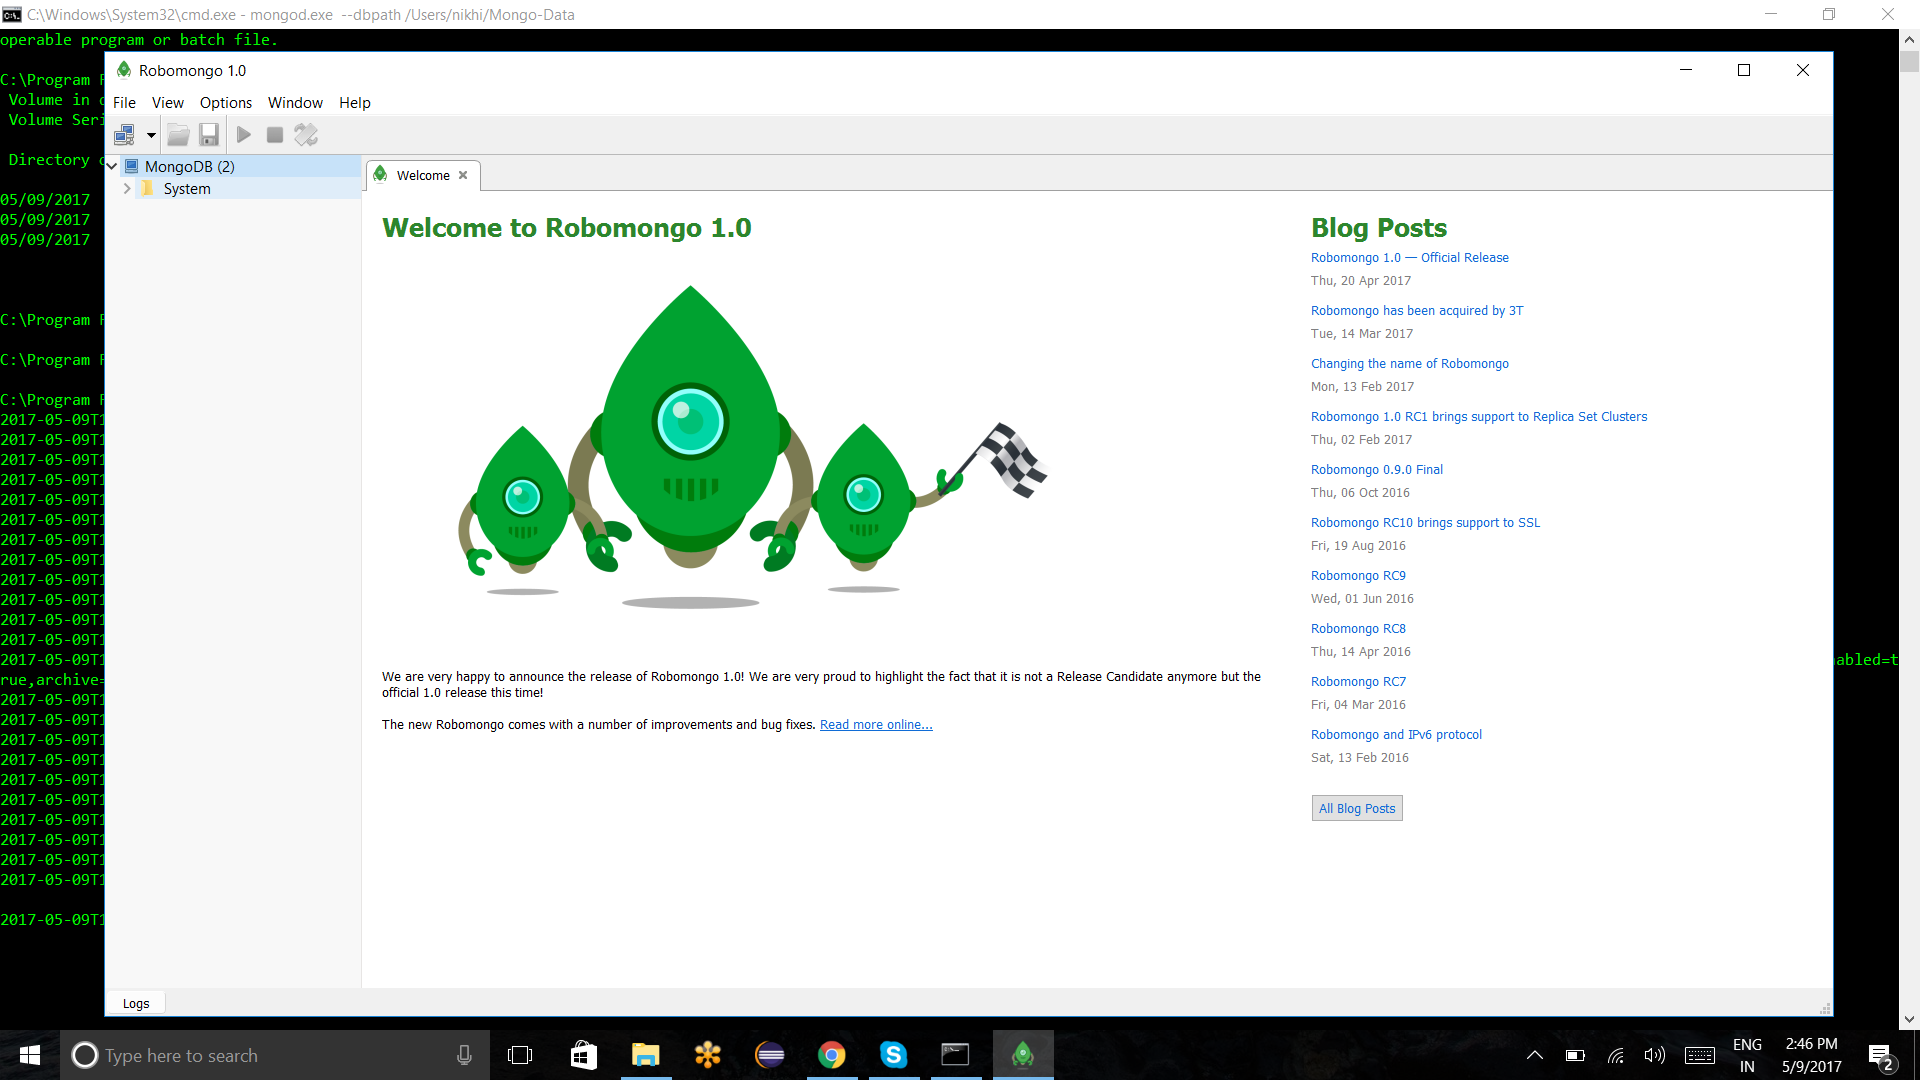 C:\Windows\System32\cmd.exe - mongod.exe  --dbpath /Users/nikhi/Mongo-Data
operable program or batch file.
C:\Program
Volume in
Volume
Directory
05/09/2017
05/09/2017
05/09/2017
C:\Program
C:\Program
C:\Program
2017-05-09T1
2017-05-09T1
2017-05-09T1
2017-05-09T1
2017-05-09T1
2017-05-09T1
2017-05-09T1
2017-05-09T1
2017-05-09T1
2017-05-09T1
2017-05-09T1
2017-05-09T1
2017-05-09T1
abled=t
rue,archive=
2017-05-09T1
2017-05-09T1
2017-05-09T1
2017-05-09T1
2017-05-09T1
2017-05-09T1
2017-05-09T1
2017-05-09T1
2017-05-09T1
2017-05-09T1
2017-05-09T1
Robomongo 1.0
File View Options Window Help
MongoDB (2)
System
Welcome
Welcome to Robomongo 1.0
We are very happy to announce the release of Robomongo 1.0! We are very proud to highlight the fact that it is not a Release Candidate anymore but the
official 1.0 release this time!
The new Robomongo comes with a number of improvements and bug fixes. Read more online...
Blog Posts
Robomongo 1.0 — Official Release
Thu, 20 Apr 2017
Robomongo has been acquired by 3T
Tue, 14 Mar 2017
Changing the name of Robomongo
Mon, 13 Feb 2017
Robomongo 1.0 RC1 brings support to Replica Set Clusters
Thu, 02 Feb 2017
Robomongo 0.9.0 Final
Thu, 06 Oct 2016
Robomongo RC10 brings support to SSL
Fri, 19 Aug 2016
Robomongo RC9
Wed, 01 Jun 2016
Robomongo RC8
Thu, 14 Apr 2016
Robomongo RC7
Fri, 04 Mar 2016
Robomongo and IPv6 protocol
Sat, 13 Feb 2016
All Blog Posts
Logs
Type here to search
ENG
IN
2:46 PM
5/9/2017
2